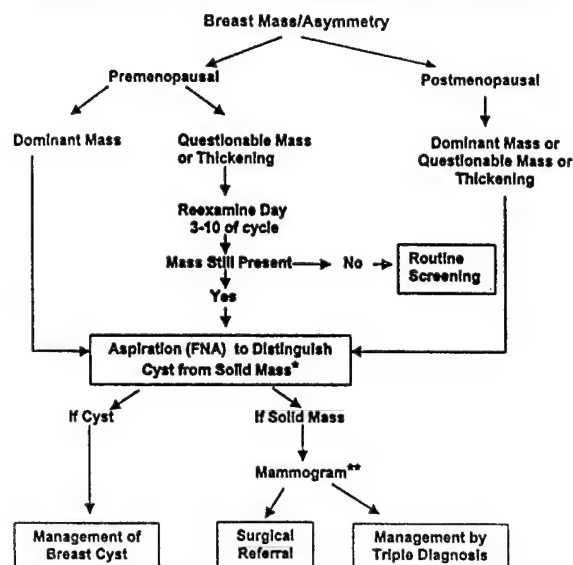 Breast Mass/Asymmetry
Premenopausal
Postmenopausal
Dominant Mass
Questionable Mass
or Thickening
Dominant Mass or
Questionable Mass or
Thickening
Reexamine Day
3-10 of cycle
Mass Still Present
No
Routine
Screening
Yes
Aspiration (FNA) to Distinguish
Cyst from Solid Mass*
If Cyst
If Solid Mass
Mammogram**
Management of
Breast Cyst
Surgical
Referral
Management by
Triple Diagnosis